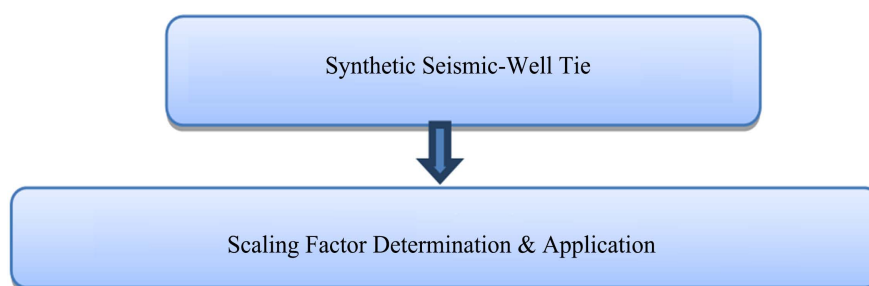 Synthetic Seismic-Well Tie
Scaling Factor Determination & Application